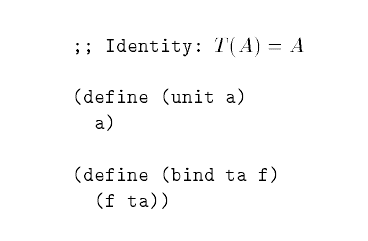 ;; Identity: T(A) = A
(define (unit a)
  a)
(define (bind ta f)
  (f ta))